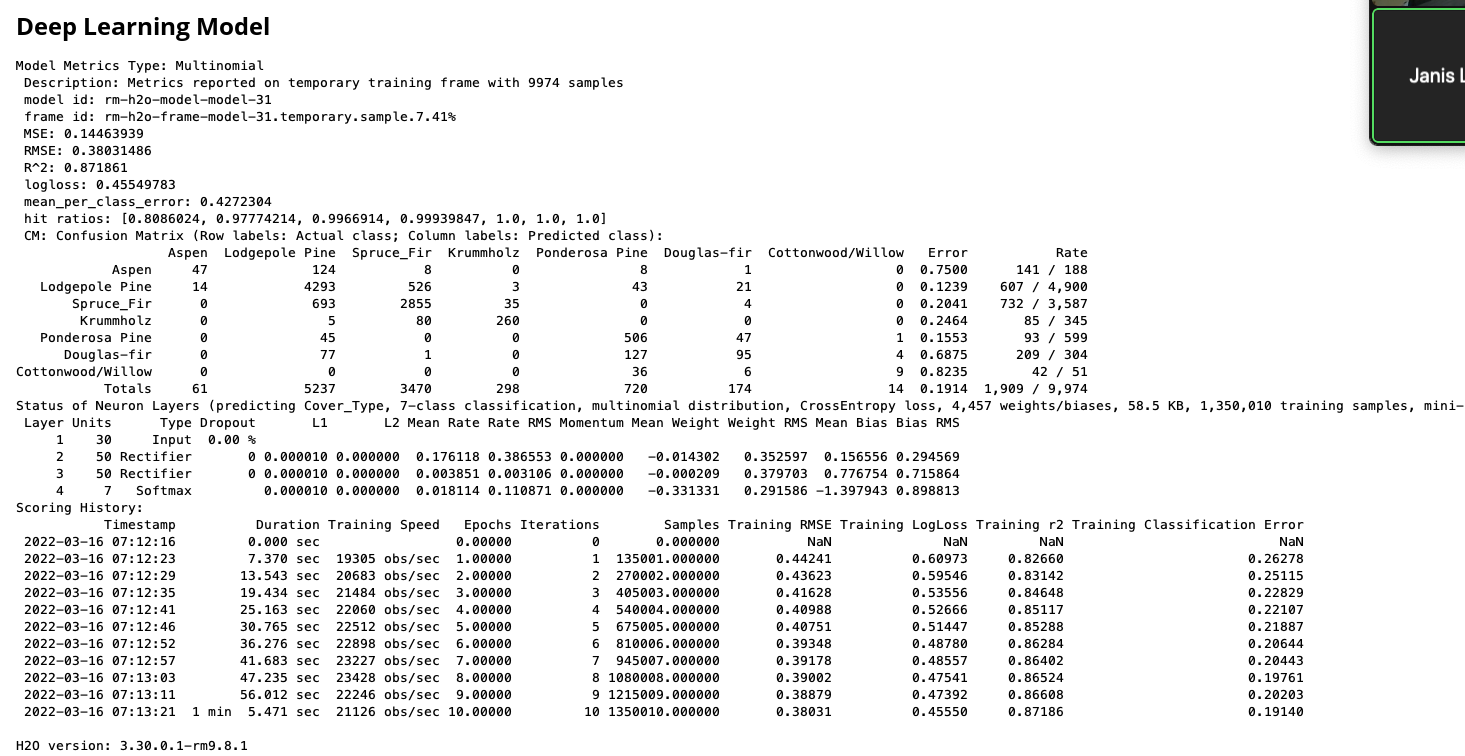 Deep Learning Model
Janis L
Model Metrics Type: Multinomial
Description: Metrics reported on temporary training frame with 9974 samples
model id: rm-h2o-model-model-31
frame id: rm-h2o-frame-model-31.temporary.sample.7.41%
MSE: 0.14463939
RMSE: 0.38031486
R^2: 0.871861
logloss: 0.45549783
mean_per_class_error: 0.4272304
hit ratios: [0.8086024, 0.97774214, 0.9966914, 0.99939847, 1.0, 1.0, 1.0]
CM: Confusion Matrix (Row labels: Actual class; Column labels: Predicted class):
Aspen Lodgepole Pine Spruce_Fir Krummholz Ponderosa Pine Douglas-fir Cottonwood/Willow Error Rate
Aspen 47 124 8 0 8 1 0 0.7500 141 / 188
Lodgepole Pine 14 4293 526 3 43 21 0 0.1239 607 / 4,900
Spruce_Fir 0 693 2855 35 0 4 0 0.2041 732 / 3,587
Krummholz 0 5 80 260 0 0 0 0.2464 85 / 345
Ponderosa Pine 0 45 0 0 506 47 1 0.1553 93 / 599
Douglas-fir 0 77 1 0 127 95 4 0.6875 209 / 304
Cottonwood/Willow 0 0 0 0 36 6 9 0.8235 42 / 51
Totals 61 5237 3470 298 720 174 14 0.1914 1,909 / 9,974
Status of Neuron Layers (predicting Cover_Type, 7-class classification, multinomial distribution, CrossEntropy loss, 4,457 weights/biases, 58.5 KB, 1,350,010 training samples, mini-
Layer Units Type Dropout L1 L2 Mean Rate Rate RMS Momentum Mean Weight Weight RMS Mean Bias Bias RMS
1 30 Input 0.00 %
2 50 Rectifier 0 0.000010 0.000000 0.176118 0.386553 0.000000 -0.014302 0.352597 0.156556 0.294569
3 50 Rectifier 0 0.000010 0.000000 0.003851 0.003106 0.000000 -0.000209 0.379703 0.776754 0.715864
4 7 Softmax 0.000010 0.000000 0.018114 0.110871 0.000000 -0.331331 0.291586 -1.397943 0.898813
Scoring History:
Timestamp Duration Training Speed Epochs Iterations Samples Training RMSE Training LogLoss Training r2 Training Classification Error
2022-03-16 07:12:16 0.000 sec 0.00000 0 0.000000 NaN NaN NaN NaN
2022-03-16 07:12:23 7.370 sec 19305 obs/sec 1.00000 1 135001.000000 0.44241 0.60973 0.82660 0.26278
2022-03-16 07:12:29 13.543 sec 20683 obs/sec 2.00000 2 270002.000000 0.43623 0.59546 0.83142 0.25115
2022-03-16 07:12:35 19.434 sec 21484 obs/sec 3.00000 3 405003.000000 0.41628 0.53556 0.84648 0.22829
2022-03-16 07:12:41 25.163 sec 22060 obs/sec 4.00000 4 540004.000000 0.40988 0.52666 0.85117 0.22107
2022-03-16 07:12:46 30.765 sec 22512 obs/sec 5.00000 5 675005.000000 0.40751 0.51447 0.85288 0.21887
2022-03-16 07:12:52 36.276 sec 22898 obs/sec 6.00000 6 810006.000000 0.39348 0.48780 0.86284 0.20644
2022-03-16 07:12:57 41.683 sec 23227 obs/sec 7.00000 7 945007.000000 0.39178 0.48557 0.86402 0.20443
2022-03-16 07:13:03 47.235 sec 23428 obs/sec 8.00000 8 1080008.000000 0.39002 0.47541 0.86524 0.19761
2022-03-16 07:13:11 56.012 sec 22246 obs/sec 9.00000 9 1215009.000000 0.38879 0.47392 0.86608 0.20203
2022-03-16 07:13:21 1 min 5.471 sec 21126 obs/sec 10.00000 10 1350010.000000 0.38031 0.45550 0.87186 0.19140
H2O version: 3.30.0.1-rm9.8.1